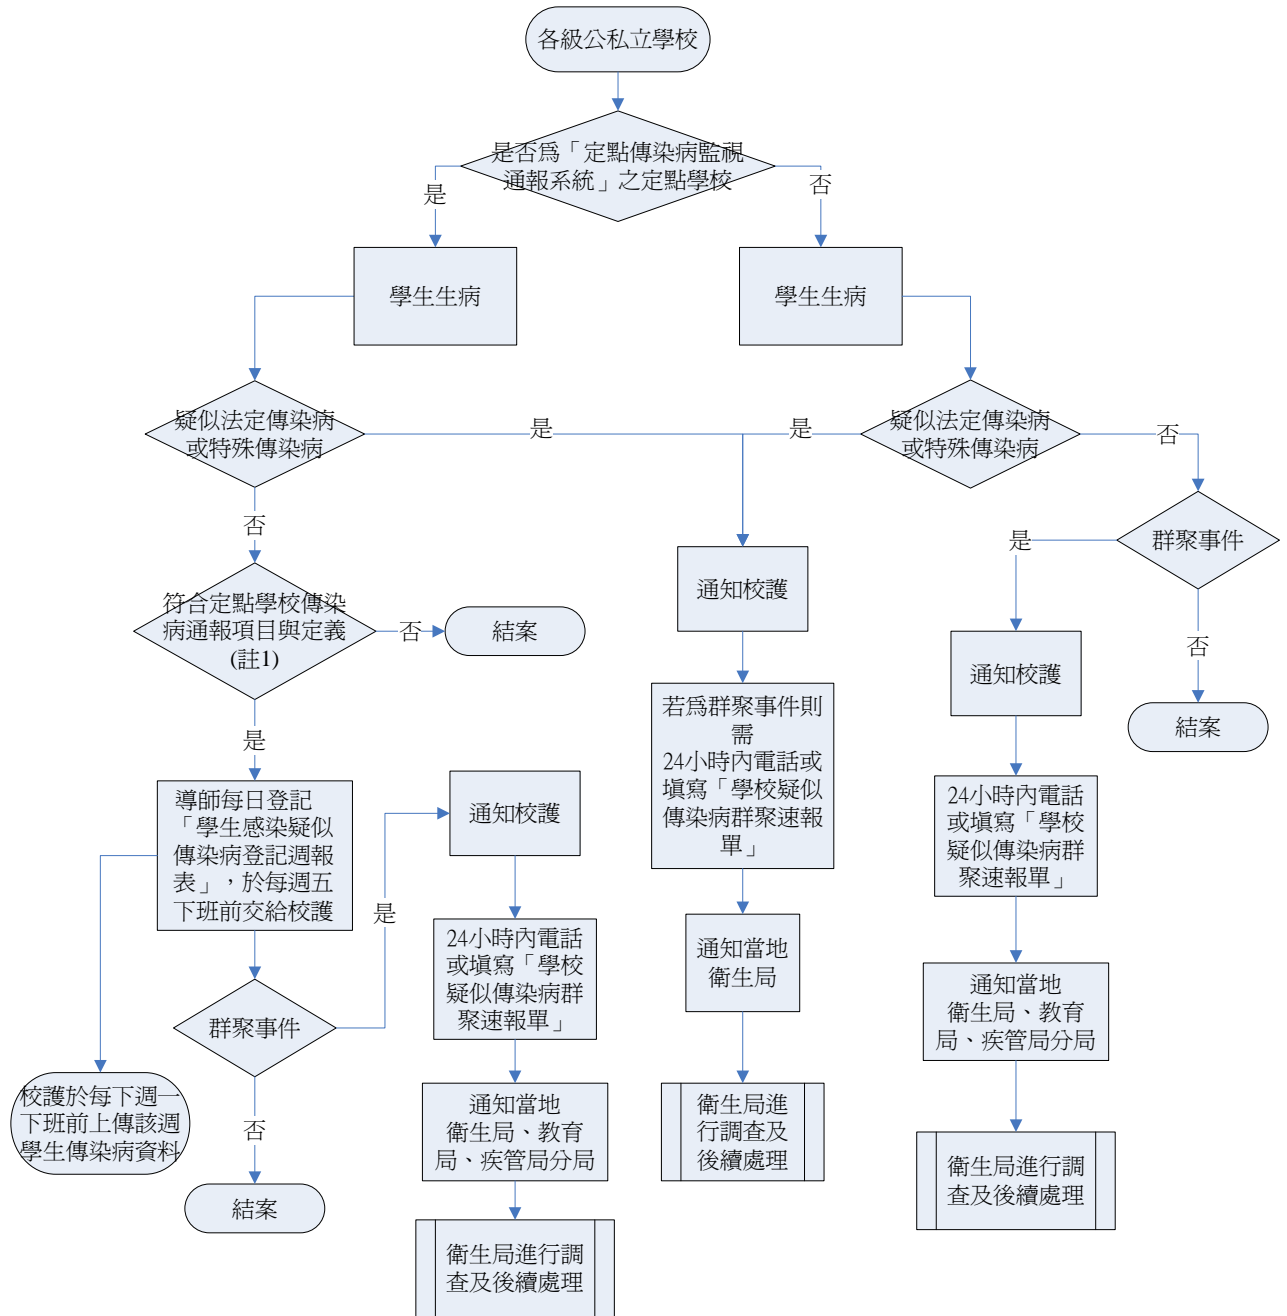 各級公私立學校
是否為「定點傳染病監視
通報系統」之定點學校
是
否
學生生病
學生生病
疑似法定傳染病
或特殊傳染病
是
是
疑似法定傳染病
或特殊傳染病
否
否
群聚事件
是
否
結案
符合定點學校傳染
病通報項目與定義
(註1)
否
結案
是
導師每日登記
「學生感染疑似
傳染病登記週報
表」，於每週五
下班前交給校護
校護於每下週一
下班前上傳該週
學生傳染病資料
群聚事件
否
結案
是
通知校護
24小時內電話
或填寫「學校
疑似傳染病群
聚速報單」
通知當地
衛生局、教育
局、疾管局分局
衛生局進行調
查及後續處理
通知校護
若為群聚事件則
需
24小時內電話或
填寫「學校疑似
傳染病群聚速報
單」
通知當地
衛生局
衛生局進
行調查及
後續處理
通知校護
24小時內電話
或填寫「學校
疑似傳染病群
聚速報單」
通知當地
衛生局、教育
局、疾管局分局
衛生局進行調
查及後續處理